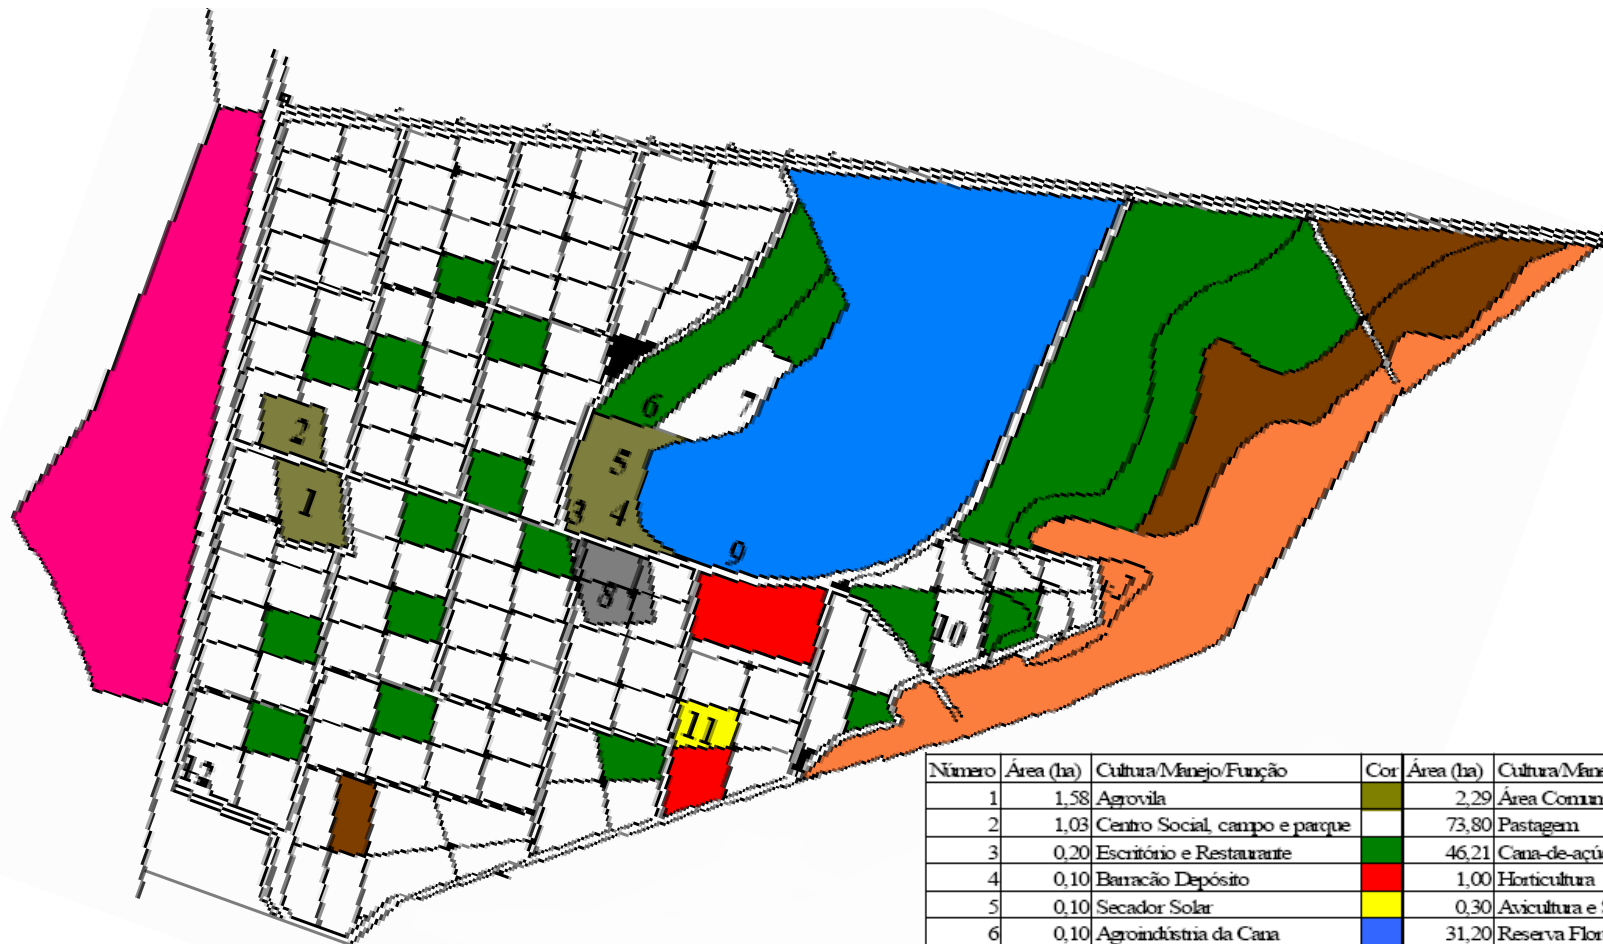 2
1
6
7
5
3
4
9
8
10
11
12
Número Área (ha) Cultura/Manejo/Função Cor Área (ha)
1 1,58 Agrovila 2,29 Área
2 1,03 Centro Social, campo e parque 73,80 Pastagem
3 0,20 Escritório e Restaurante 46,21
4 0,10 Barracão Depósito 1,00 Horticultura
5 0,10 Secador Solar 0,30 Avicultura e
6 0,10 Agroindústria da Cana 31,20 Reserva